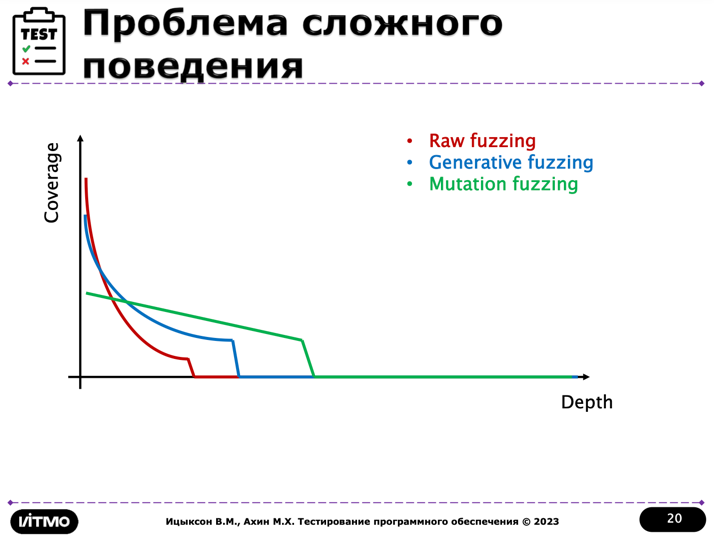 TEST
Проблема сложного
поведения
Coverage
• Raw fuzzing
• Generative fuzzing
• Mutation fuzzing
Depth
ИТМО
Ицыксон В.М., Ахин М.Х. Тестирование программного обеспечения © 2023
20